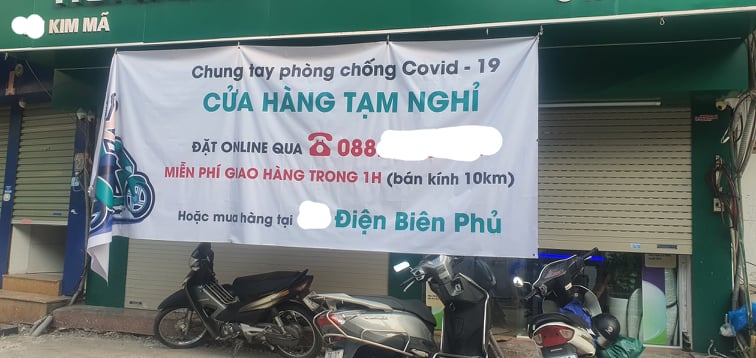 KIM MÃ
Chung tay phòng chống Covid - 19
CỬA HÀNG TẠM NGHỈ
ĐẶT ONLINE QUA ☎ 088
MIỄN PHÍ GIAO HÀNG TRONG 1H (bán kính 10km)
Hoặc mua hàng tại Điện Biên Phủ